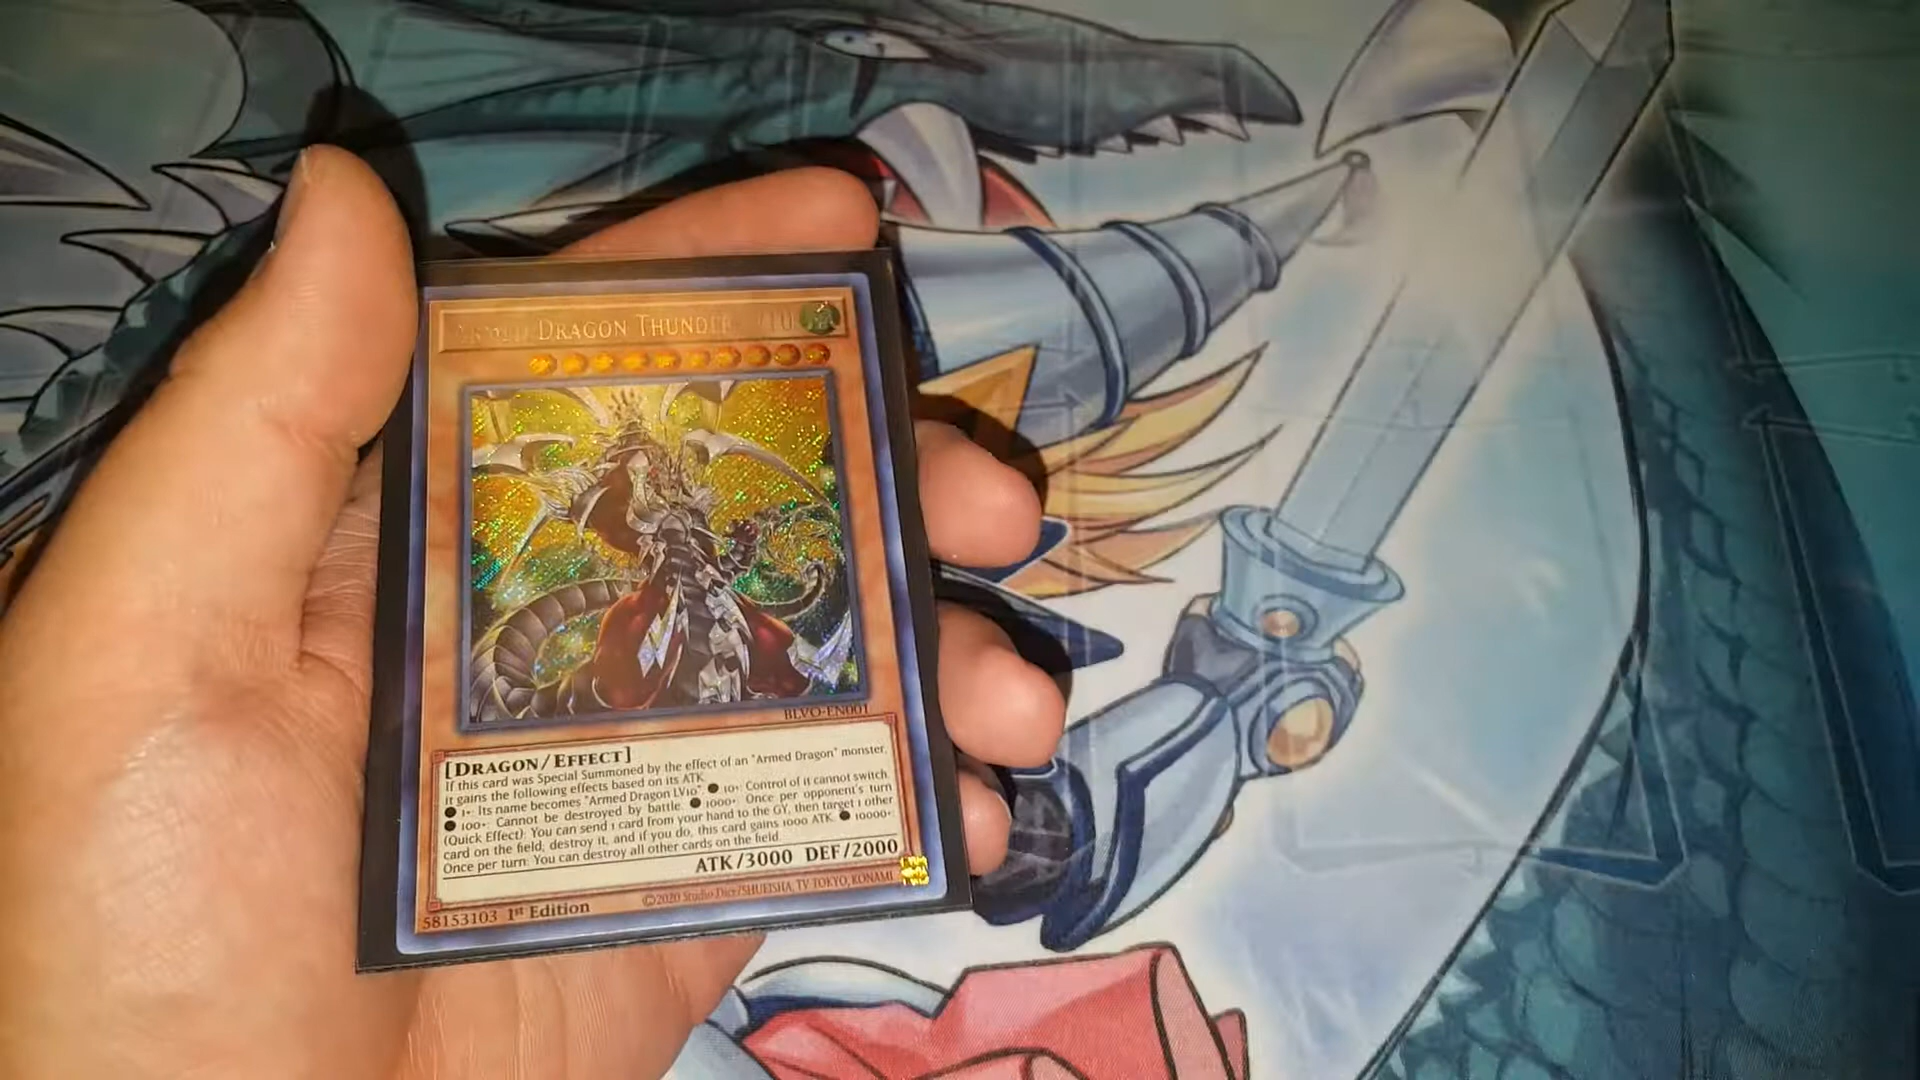 Armed Dragon Thunder LV10
BLVO-EN001
[Dragon/Effect]
If this card was Special Summoned by the effect of an "Armed Dragon" monster,
it gains the following effects based on its ATK.
● 1+: Its name becomes "Armed Dragon LV10". ● 10+: Control of it cannot switch.
● 100+: Cannot be destroyed by battle. ● 1000+: Once per opponent's turn
(Quick Effect): You can send 1 card from your hand to the GY, then target 1 other
card on the field; destroy it, and if you do, this card gains 1000 ATK. ● 10000+:
Once per turn: You can destroy all other cards on the field.
ATK/3000 DEF/2000
58153103 1st Edition ©2020 Studio Dice/SHUEISHA, TV TOKYO, KONAMI